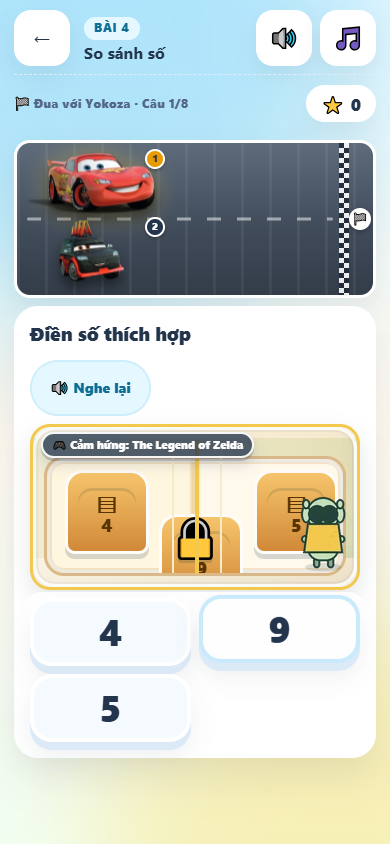 ←
BÀI 4
So sánh số
Đua với Yokoza · Câu 1/8
0
1
2
Điền số thích hợp
Nghe lại
Cảm hứng: The Legend of Zelda
4
5
9
4
9
5